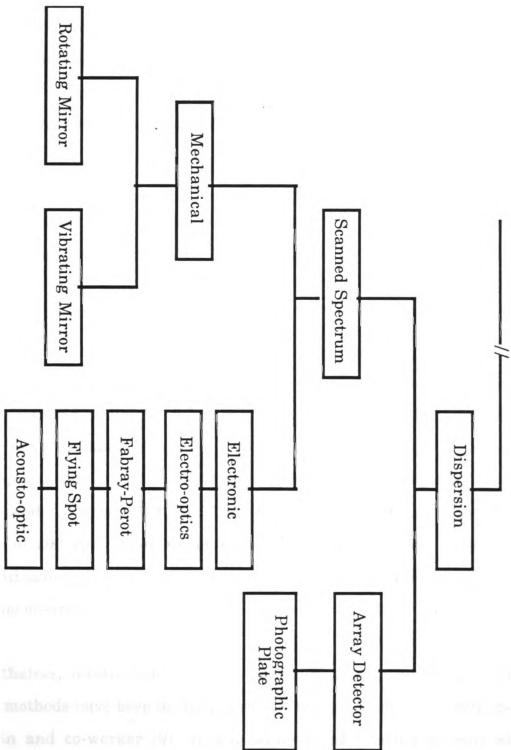 Dispersion
Scanned Spectrum
Array Detector
Photographic
Plate
Mechanical
Electronic
Electro-optics
Fabray-Perot
Flying Spot
Acousto-optic
Rotating Mirror
Vibrating Mirror
methods have been
and co-worker